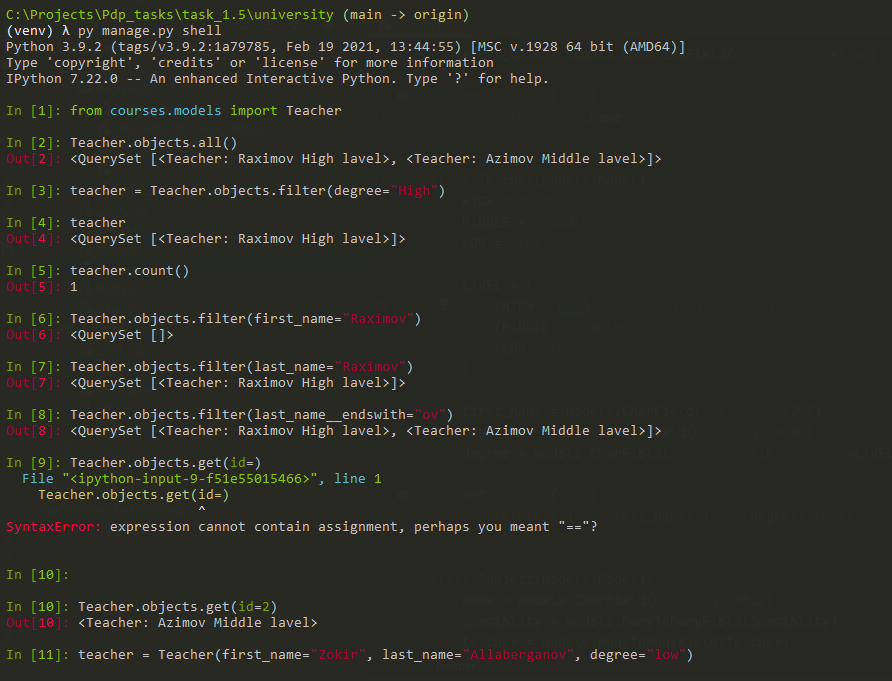 C:\Projects\Pdp_tasks\task_1.5\university (main -> origin)
(venv) λ py manage.py shell
Python 3.9.2 (tags/v3.9.2:1a79785, Feb 19 2021, 13:44:55) [MSC v.1928 64 bit (AMD64)]
Type 'copyright', 'credits' or 'license' for more information
IPython 7.22.0 -- An enhanced Interactive Python. Type '?' for help.
In [1]: from courses.models import Teacher
In [2]: Teacher.objects.all()
Out[2]: <QuerySet [<Teacher: Raximov High lavel>, <Teacher: Azimov Middle lavel>]>
In [3]: teacher = Teacher.objects.filter(degree="High")
In [4]: teacher
Out[4]: <QuerySet [<Teacher: Raximov High lavel>]>
In [5]: teacher.count()
Out[5]: 1
In [6]: Teacher.objects.filter(first_name="Raximov")
Out[6]: <QuerySet []>
In [7]: Teacher.objects.filter(last_name="Raximov")
Out[7]: <QuerySet [<Teacher: Raximov High lavel>]>
In [8]: Teacher.objects.filter(last_name__endswith="ov")
Out[8]: <QuerySet [<Teacher: Raximov High lavel>, <Teacher: Azimov Middle lavel>]>
In [9]: Teacher.objects.get(id=)
File "<ipython-input-9-f51e55015466>", line 1
Teacher.objects.get(id=)
^
SyntaxError: expression cannot contain assignment, perhaps you meant "=="?
In [10]:
In [10]: Teacher.objects.get(id=2)
Out[10]: <Teacher: Azimov Middle lavel>
In [11]: teacher = Teacher(first_name="Zokir", last_name="Allaberganov", degree="low")